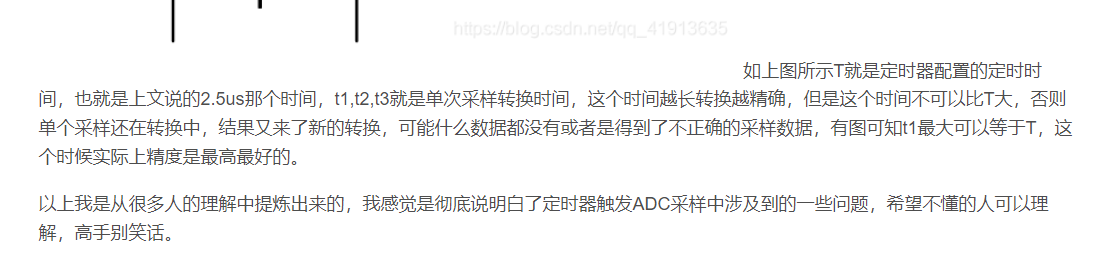 https://blog.csdn.net/qq_41913635
如上图所示T就是定时器配置的定时时
间，也就是上文说的2.5us那个时间，t1,t2,t3就是单次采样转换时间，这个时间越长转换越精确，但是这个时间不可以比T大，否则
单个采样还在转换中，结果又来了新的转换，可能什么数据都没有或者是得到了不正确的采样数据，有图可知t1最大可以等于T，这
个时候实际上精度是最高最好的。
以上我是从很多人的理解中提炼出来的，我感觉是彻底说明白了定时器触发ADC采样中涉及到的一些问题，希望不懂的人可以理
解，高手别笑话。